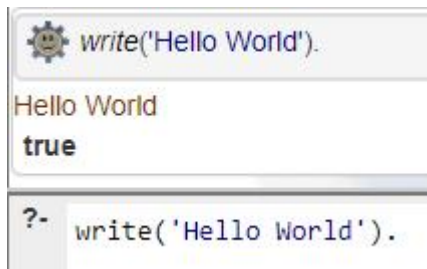 write('Hello World').
Hello World
true
?- write('Hello World').